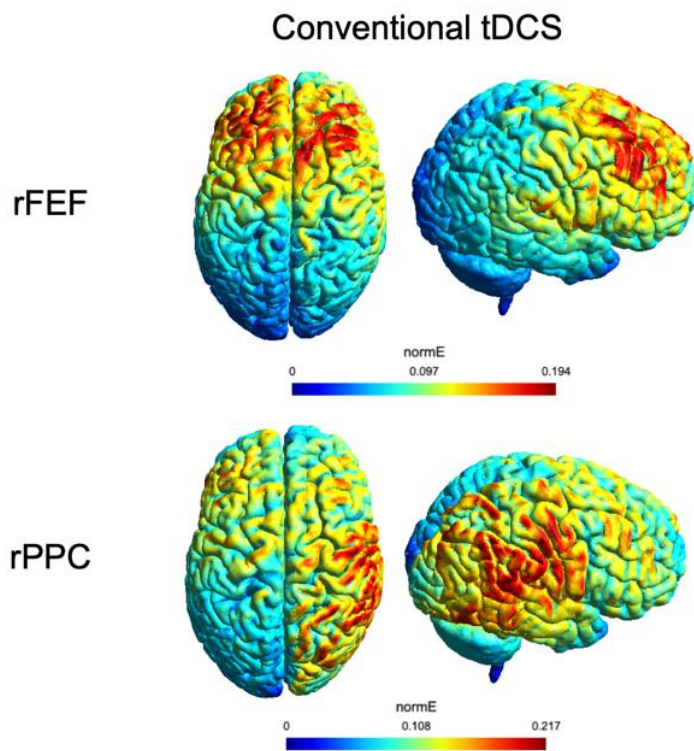 Conventional tDCS
rFEF
normE
0 0.097 0.194
rPPC
normE
0 0.108 0.217